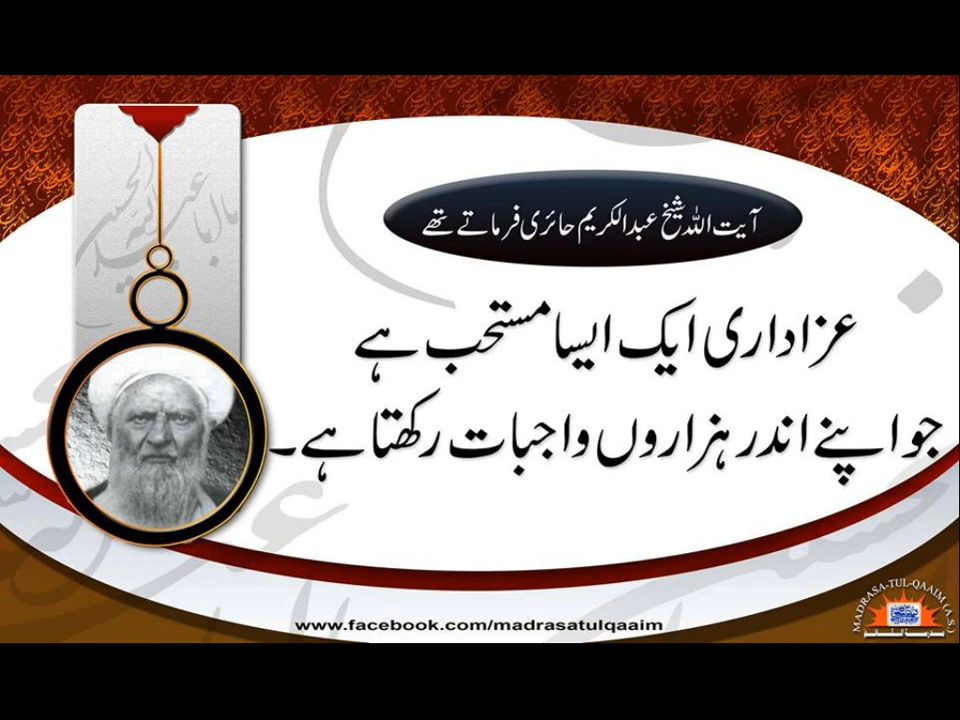 آیت اللہ شیخ عبدالکریم حائری فرماتے تھے
عزاداری ایک ایسا مستحب ہے
جو اپنے اندر ہزاروں واجبات رکھتا ہے۔
www.facebook.com/madrasatulqaaim
MADRASA-TUL-QAAIM (A.S.)